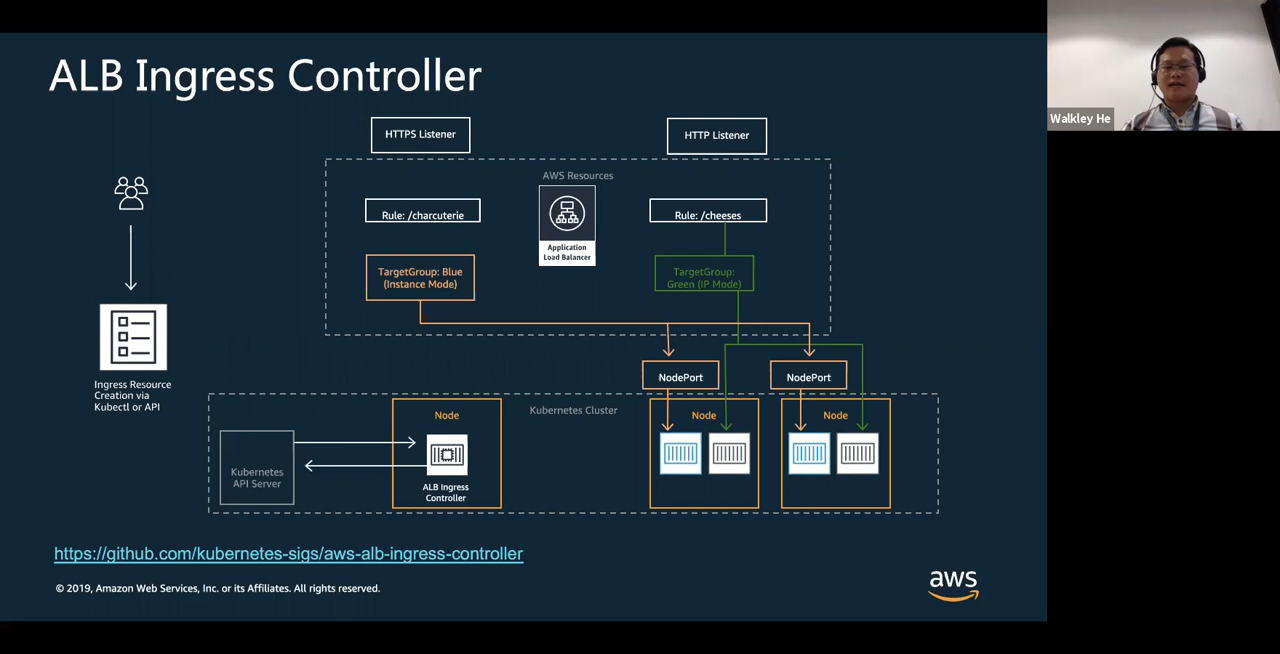 ALB Ingress Controller
Walkley He
HTTPS Listener
HTTP Listener
AWS Resources
Rule: /charcuterie
Rule: /cheeses
Application
Load Balancer
TargetGroup: Blue
(Instance Mode)
TargetGroup:
Green (IP Mode)
NodePort
NodePort
Ingress Resource
Creation via
Kubectl or API
Kubernetes Cluster
Node
Node
Node
Kubernetes
API Server
ALB Ingress
Controller
https://github.com/kubernetes-sigs/aws-alb-ingress-controller
© 2019, Amazon Web Services, Inc. or its Affiliates. All rights reserved.
aws